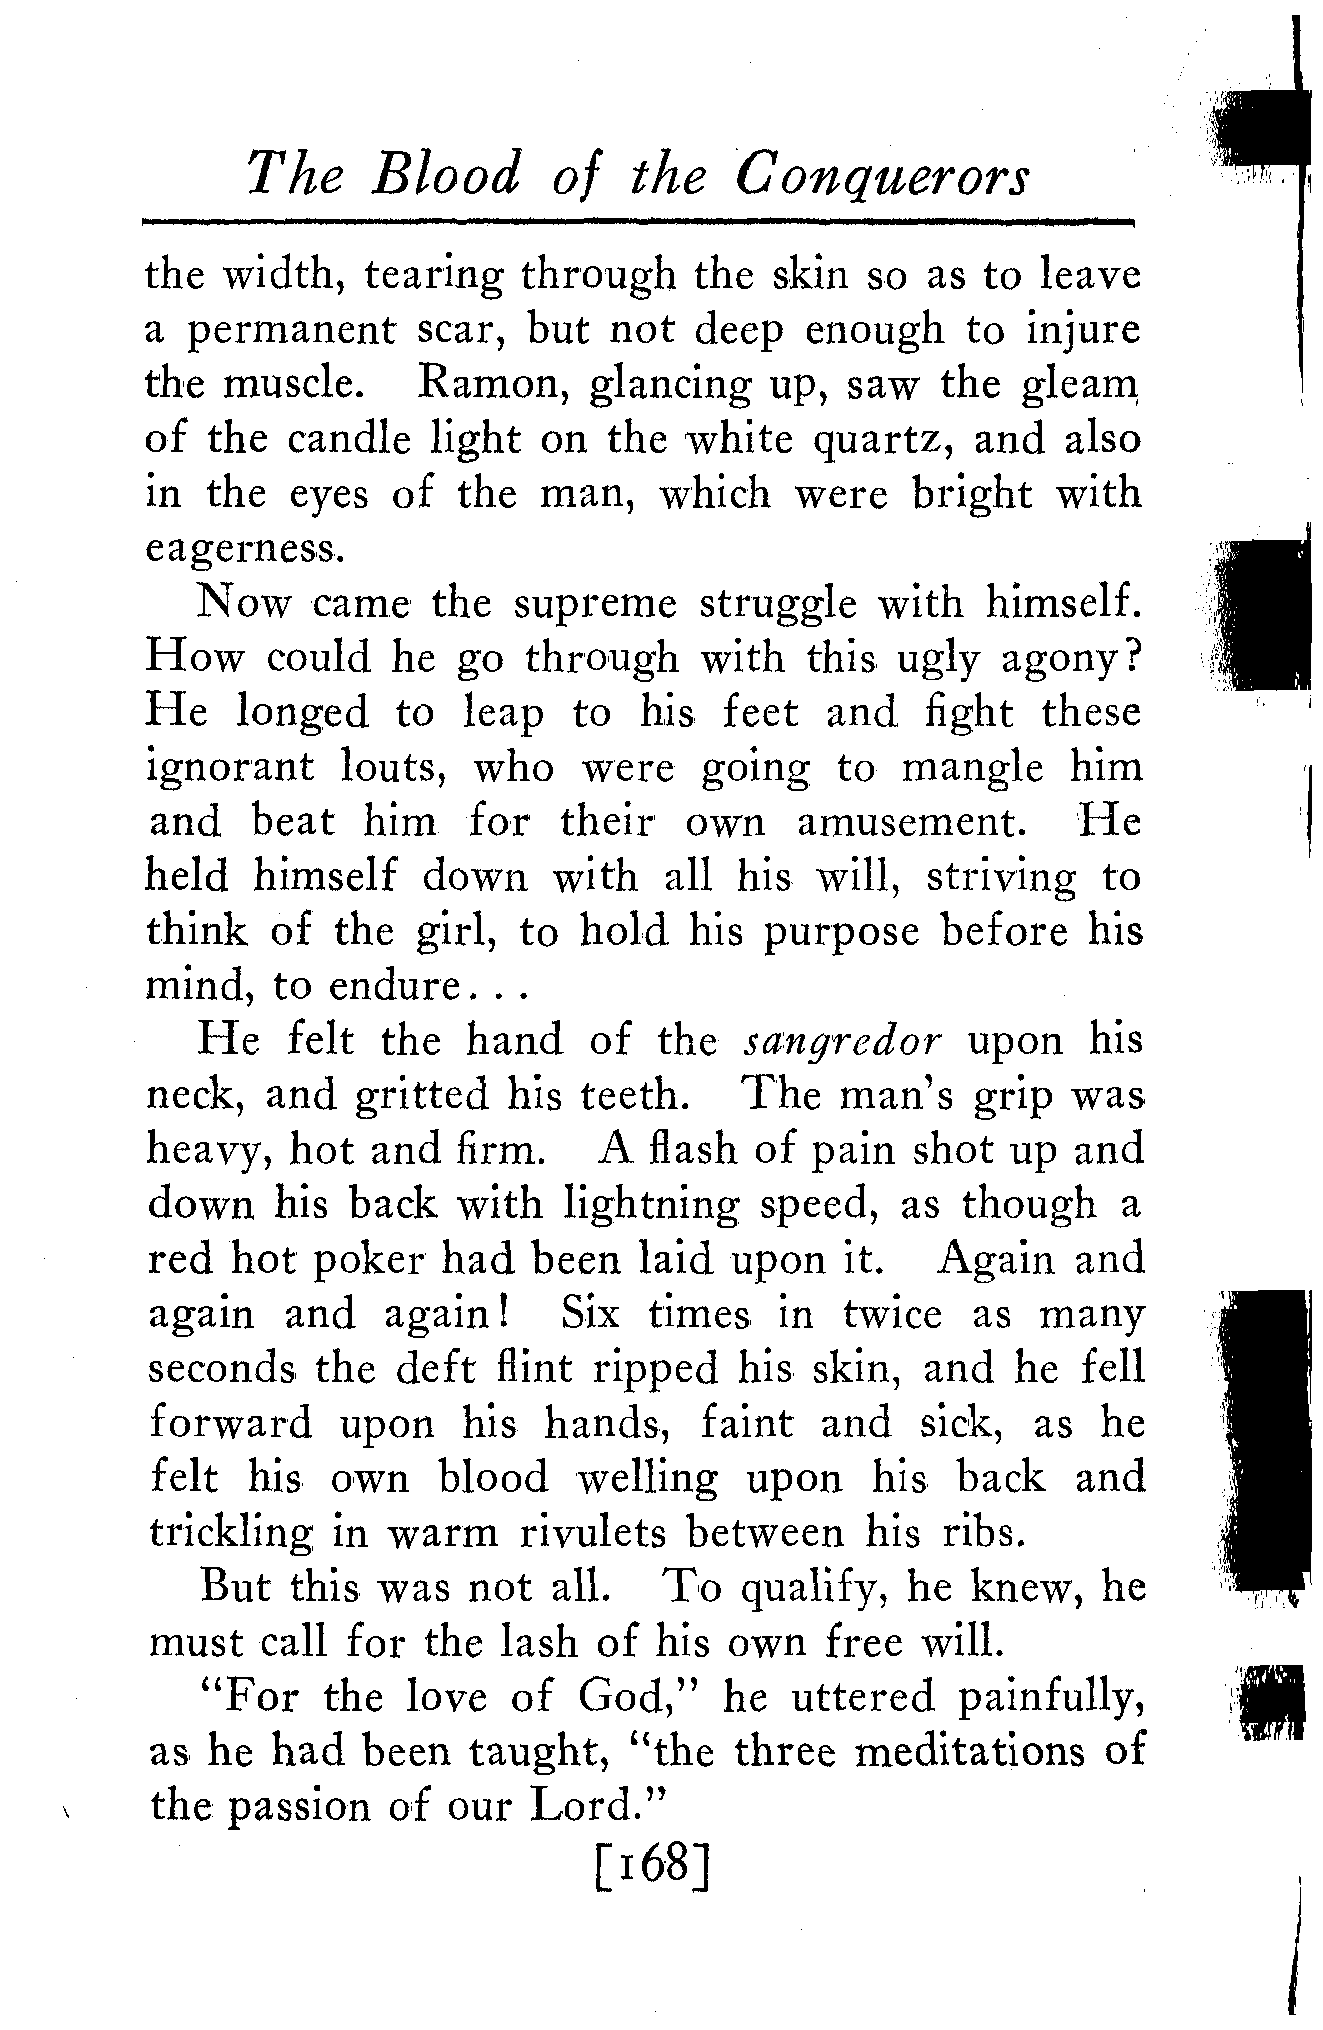 The Blood of the Conquerors
the width, tearing through the skin so as to leave
a permanent scar, but not deep enough to injure
the muscle. Ramon, glancing up, saw the gleam
of the candle light on the white quartz, and also
in the eyes of the man, which were bright with
eagerness.
Now came the supreme struggle with himself.
How could he go through with this ugly agony?
He longed to leap to his feet and fight these
ignorant louts, who were going to mangle him
and beat him for their own amusement. He
held himself down with all his will, striving to
think of the girl, to hold his purpose before his
mind, to endure. . .
He felt the hand of the sangredor upon his
neck, and gritted his teeth. The man's grip was
heavy, hot and firm. A flash of pain shot up and
down his back with lightning speed, as though a
red hot poker had been laid upon it. Again and
again and again! Six times in twice as many
seconds the deft flint ripped his skin, and he fell
forward upon his hands, faint and sick, as he
felt his own blood welling upon his back and
trickling in warm rivulets between his ribs.
But this was not all. To qualify, he knew, he
must call for the lash of his own free will.
"For the love of God," he uttered painfully,
as he had been taught, "the three meditations of
the passion of our Lord."
[168]